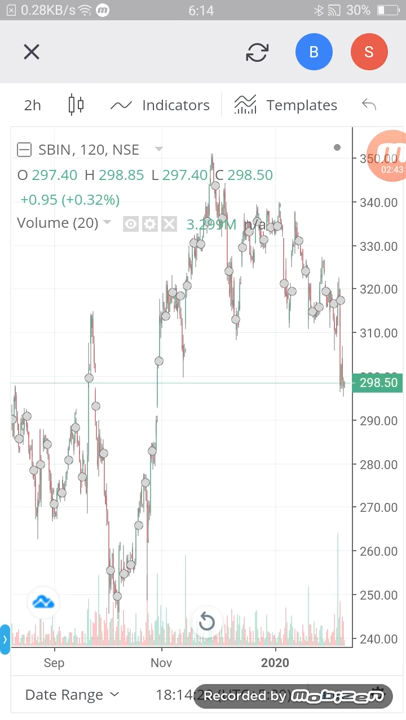 0.28KB/s 6:14 30%
B S
2h Indicators Templates
SBIN, 120, NSE
O 297.40 H 298.85 L 297.40 C 298.50
+0.95 (+0.32%)
Volume (20) 3.299M n/a
02:43
350.00
340.00
330.00
320.00
310.00
298.50
290.00
280.00
270.00
260.00
250.00
240.00
Sep Nov 2020
Date Range 18:14:2
Recorded by mobizen